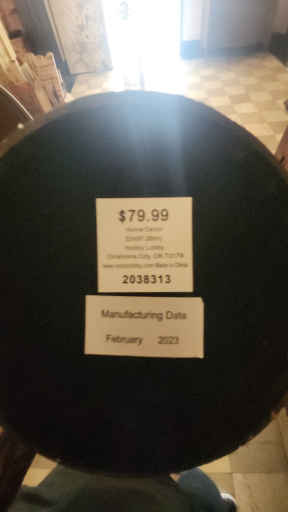 $79.99
Home Decor
Hobby Lobby
Oklahoma City, OK 73179
Made in China
2038313
Manufacturing Date
February 2023